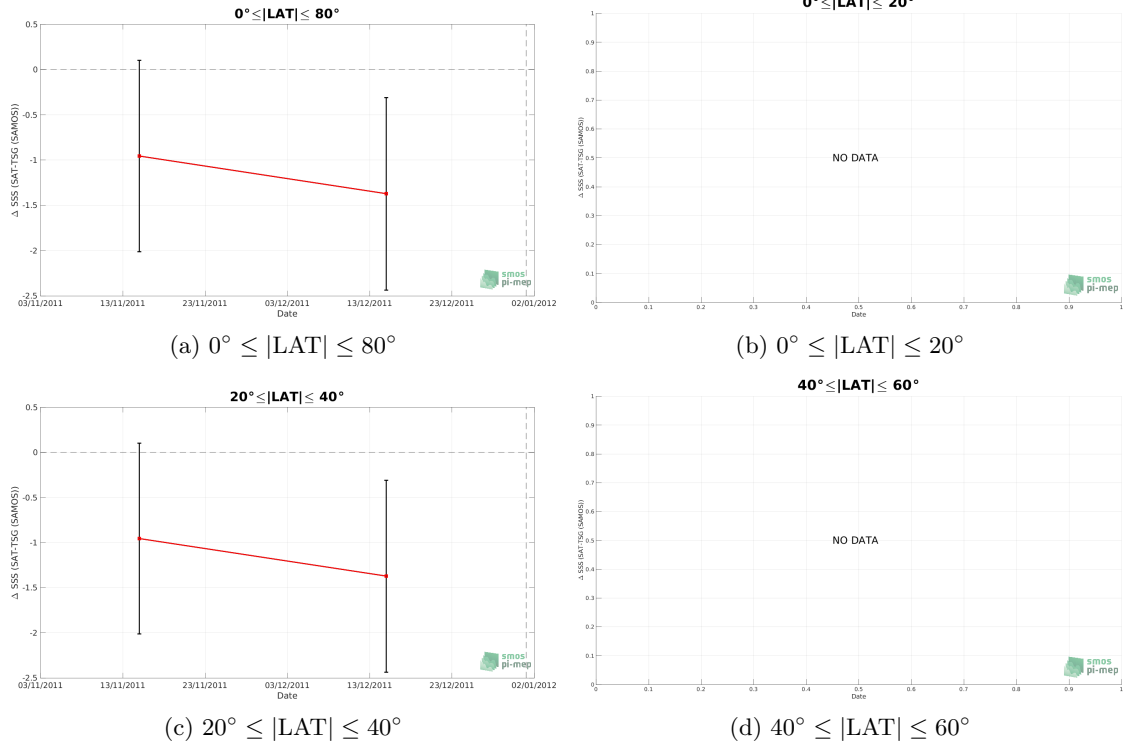 0°≤|LAT|≤ 80°
0.5
0
-0.5
-1
-1.5
-2
-2.5
Δ SSS (SAT-TSG (SAMOS))
03/11/2011 13/11/2011 23/11/2011 03/12/2011 13/12/2011 23/12/2011 02/01/2012
Date
smos
pi-mep
(a) 0° ≤ |LAT| ≤ 80°
0°≤|LAT|≤ 20°
1
0.9
0.8
0.7
0.6
0.5
0.4
0.3
0.2
0.1
0
Δ SSS (SAT-TSG (SAMOS))
NO DATA
0 0.1 0.2 0.3 0.4 0.5 0.6 0.7 0.8 0.9 1
Date
smos
pi-mep
(b) 0° ≤ |LAT| ≤ 20°
20°≤|LAT|≤ 40°
0.5
0
-0.5
-1
-1.5
-2
-2.5
Δ SSS (SAT-TSG (SAMOS))
03/11/2011 13/11/2011 23/11/2011 03/12/2011 13/12/2011 23/12/2011 02/01/2012
Date
smos
pi-mep
(c) 20° ≤ |LAT| ≤ 40°
40°≤|LAT|≤ 60°
1
0.9
0.8
0.7
0.6
0.5
0.4
0.3
0.2
0.1
0
Δ SSS (SAT-TSG (SAMOS))
NO DATA
0 0.1 0.2 0.3 0.4 0.5 0.6 0.7 0.8 0.9 1
Date
smos
pi-mep
(d) 40° ≤ |LAT| ≤ 60°